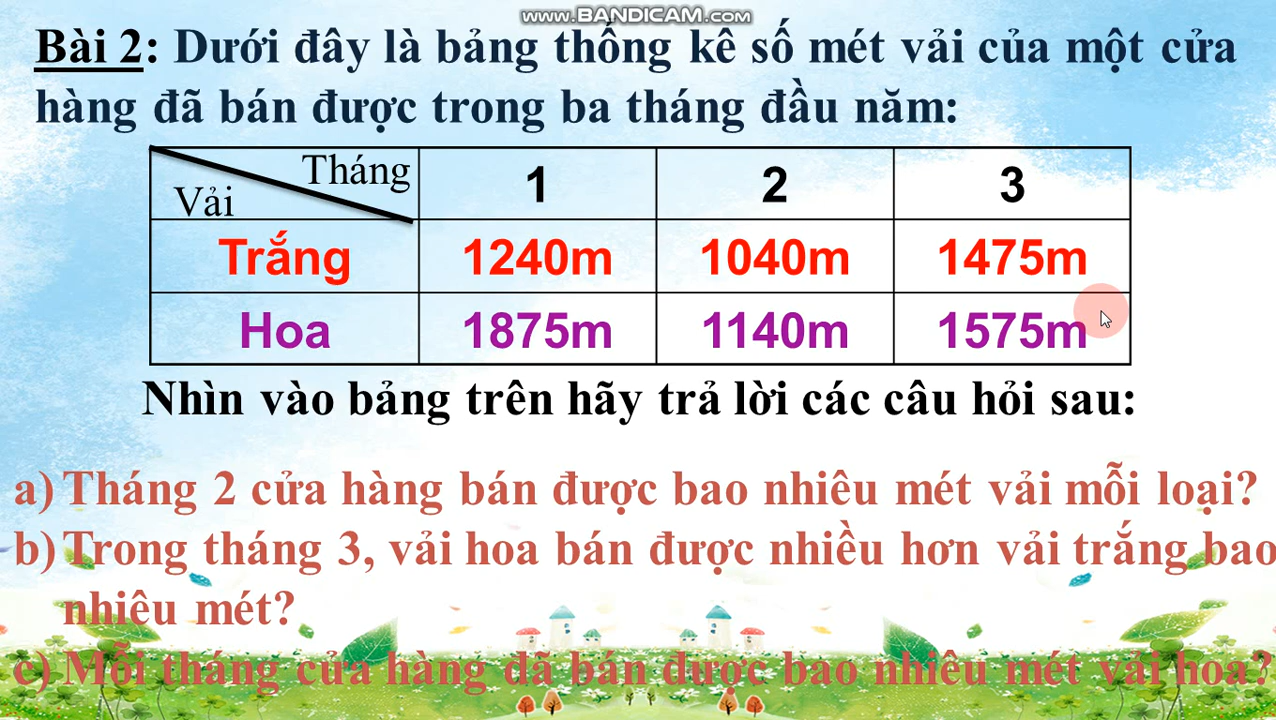 www.BANDICAM.com
Bài 2: Dưới đây là bảng thống kê số mét vải của một cửa
hàng đã bán được trong ba tháng đầu năm:
Tháng 1 2 3
Vải
Trắng 1240m 1040m 1475m
Hoa 1875m 1140m 1575m
Nhìn vào bảng trên hãy trả lời các câu hỏi sau:
a) Tháng 2 cửa hàng bán được bao nhiêu mét vải mỗi loại?
b) Trong tháng 3, vải hoa bán được nhiều hơn vải trắng bao
nhiêu mét?
c) Mỗi tháng cửa hàng đã bán được bao nhiêu mét vải hoa?